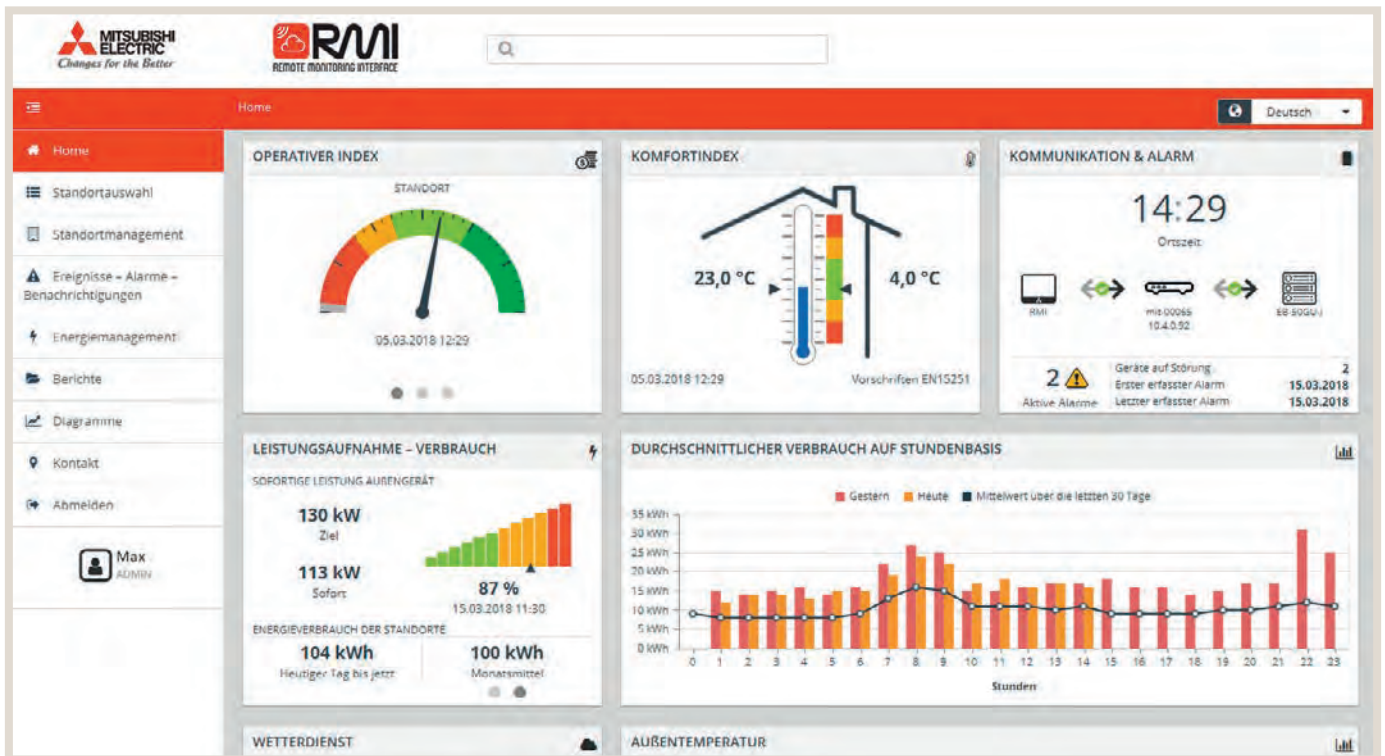 MITSUBISHI
ELECTRIC
Changes for the Better
RMI
REMOTE MONITORING INTERFACE
Home
Deutsch
Home
Standortauswahl
Standortmanagement
Ereignisse – Alarme –
Benachrichtigungen
Energiemanagement
Berichte
Diagramme
Kontakt
Abmelden
Max
ADMIN
OPERATIVER INDEX
STANDORT
05.03.2018 12:29
KOMFORTINDEX
23,0 °C
4,0 °C
05.03.2018 12:29
Vorschriften EN15251
KOMMUNIKATION & ALARM
14:29
Ortszeit
RMI
mit-00065
10.4.0.92
EB-50GU-J
2
Aktive Alarme
Geräte auf Störung 2
Erster erfasster Alarm 15.03.2018
Letzter erfasster Alarm 15.03.2018
LEISTUNGSAUFNAHME – VERBRAUCH
SOFORTIGE LEISTUNG AUßENGERÄT
130 kW
Ziel
113 kW
Sofort
87 %
15.03.2018 11:30
ENERGIEVERBRAUCH DER STANDORTE
104 kWh
Heutiger Tag bis jetzt
100 kWh
Monatsmittel
DURCHSCHNITTLICHER VERBRAUCH AUF STUNDENBASIS
Gestern Heute Mittelwert über die letzten 30 Tage
35 kWh
30 kWh
25 kWh
20 kWh
15 kWh
10 kWh
5 kWh
0 kWh
0 1 2 3 4 5 6 7 8 9 10 11 12 13 14 15 16 17 18 19 20 21 22 23
Stunden
WETTERDIENST
AUßENTEMPERATUR